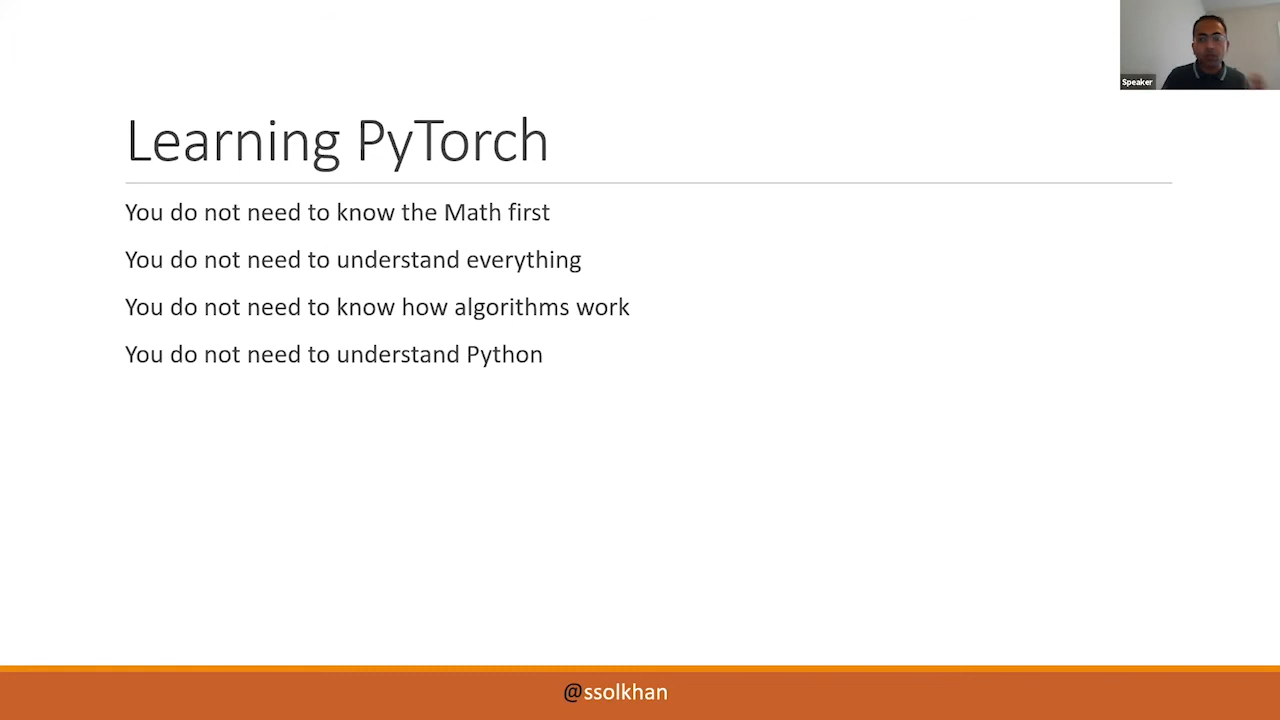 Speaker
Learning PyTorch
You do not need to know the Math first
You do not need to understand everything
You do not need to know how algorithms work
You do not need to understand Python
@ssolkhan